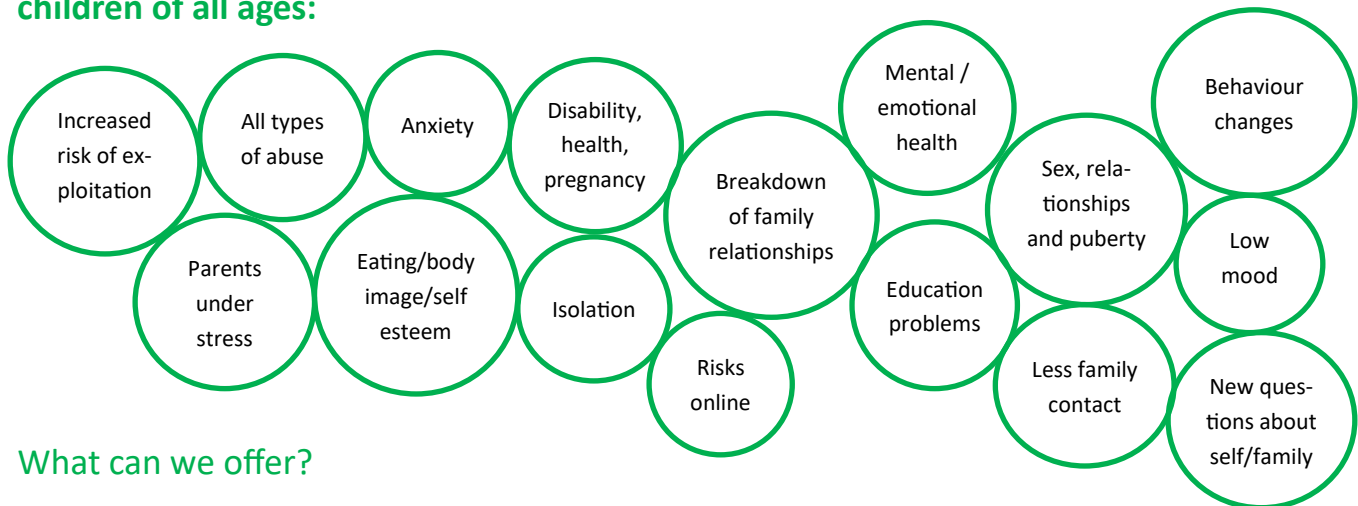 children of all ages:
Increased
risk of ex-
ploitation
All types
of abuse
Anxiety
Disability,
health,
pregnancy
Breakdown
of family
relationships
Mental /
emotional
health
Sex, rela-
tionships
and puberty
Behaviour
changes
Parents
under
stress
Eating/body
image/self
esteem
Isolation
Risks
online
Education
problems
Less family
contact
Low
mood
New ques-
tions about
self/family
What can we offer?